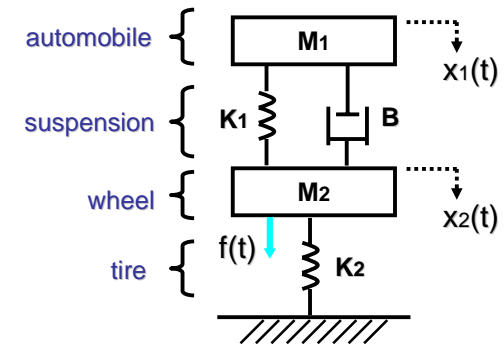 automobile
M1
x1(t)
suspension
K1
B
wheel
M2
x2(t)
f(t)
tire
K2